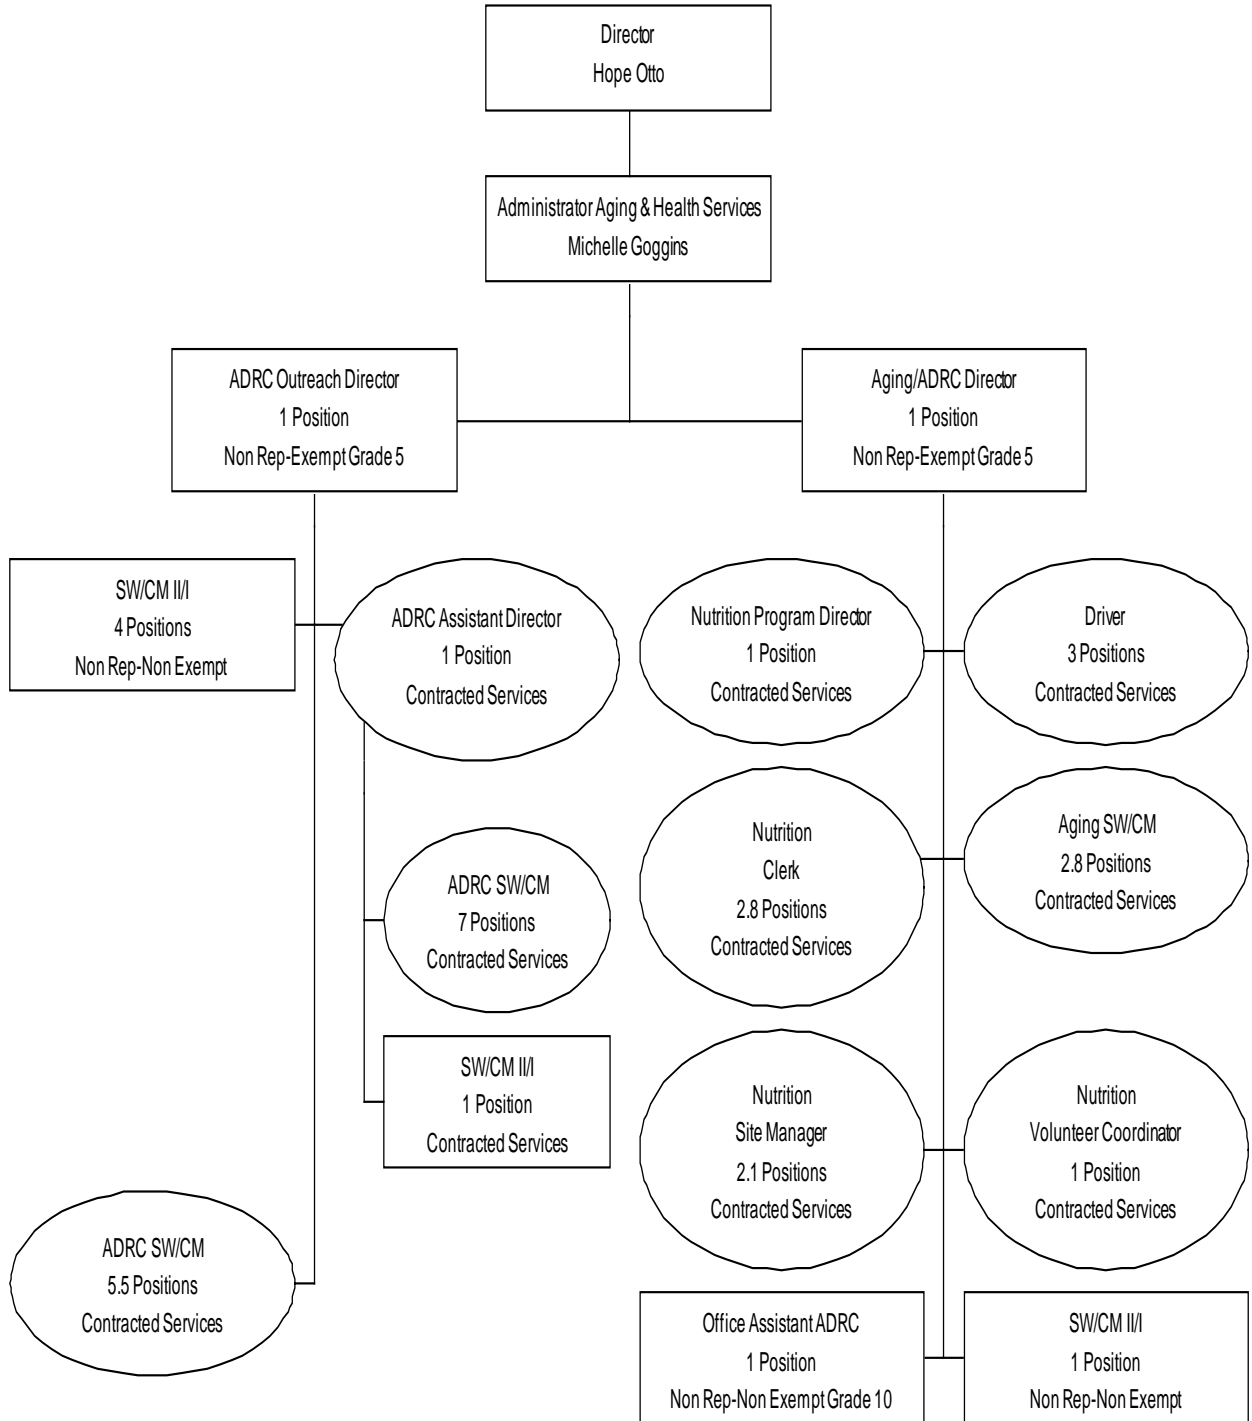 Director
Hope Otto
Administrator Aging & Health Services
Michelle Goggins
ADRC Outreach Director
1 Position
Non Rep-Exempt Grade 5
Aging/ADRC Director
1 Position
Non Rep-Exempt Grade 5
SW/CM II/I
4 Positions
Non Rep-Non Exempt
ADRC Assistant Director
1 Position
Contracted Services
Nutrition Program Director
1 Position
Contracted Services
Driver
3 Positions
Contracted Services
Nutrition
Clerk
2.8 Positions
Contracted Services
Aging SW/CM
2.8 Positions
Contracted Services
ADRC SW/CM
7 Positions
Contracted Services
SW/CM II/I
1 Position
Contracted Services
Nutrition
Site Manager
2.1 Positions
Contracted Services
Nutrition
Volunteer Coordinator
1 Position
Contracted Services
ADRC SW/CM
5.5 Positions
Contracted Services
Office Assistant ADRC
1 Position
Non Rep-Non Exempt Grade 10
SW/CM II/I
1 Position
Non Rep-Non Exempt